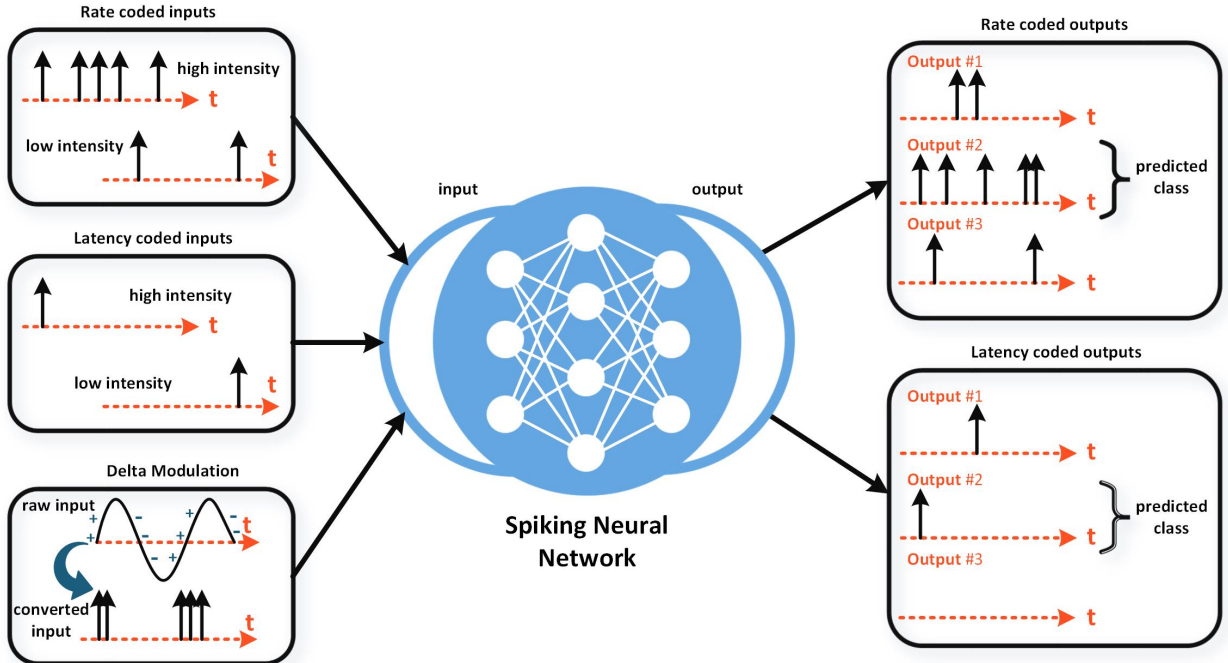 Rate coded inputs
high intensity
t
low intensity
t
Latency coded inputs
high intensity
t
low intensity
t
Delta Modulation
raw input
+ + - - - + + + - -
t
converted
input
t
input
output
Spiking Neural
Network
Rate coded outputs
Output #1
t
Output #2
t
predicted
class
Output #3
t
Latency coded outputs
Output #1
t
Output #2
t
predicted
class
Output #3
t